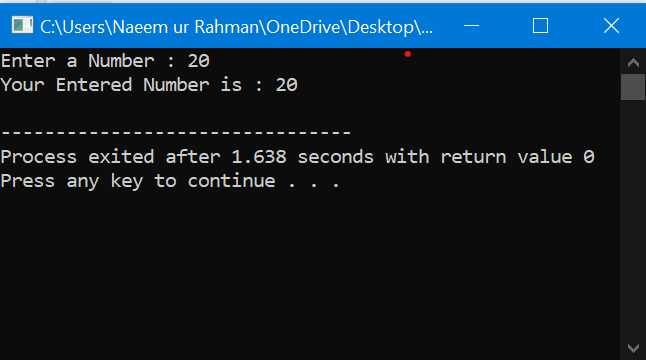 C:\Users\Naeem ur Rahman\OneDrive\Desktop\...
Enter a Number : 20
Your Entered Number is : 20
--------------------------------
Process exited after 1.638 seconds with return value 0
Press any key to continue . . .